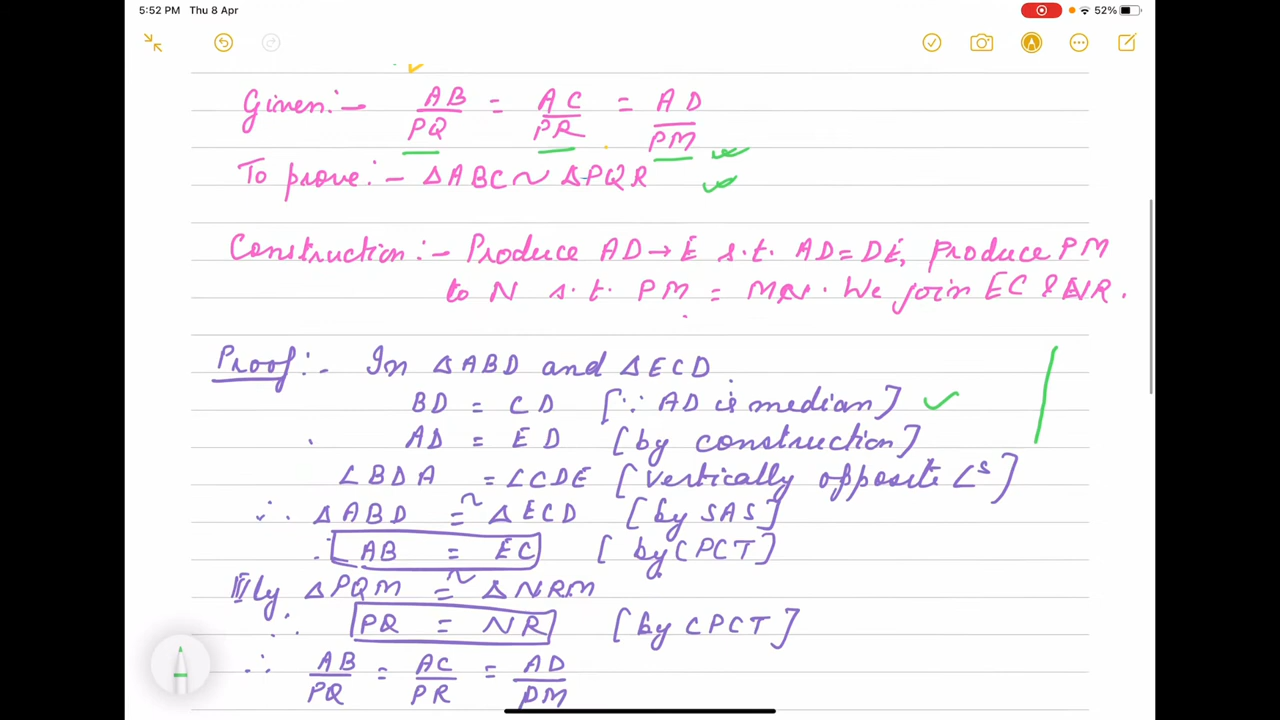 5:52 PM Thu 8 Apr 52%
Given:- AB/PQ = AC/PR = AD/PM
To prove:- ΔABC ~ ΔPQR
Construction:- Produce AD→E s.t. AD=DE, produce PM
to N s.t. PM = MN. We join EC & NR.
Proof:- In ΔABD and ΔECD
BD = CD [∵ AD is median]
AD = ED [by construction]
∠BDA = ∠CDE [vertically opposite ∠s]
∴ ΔABD ≅ ΔECD [by SAS]
∴ AB = EC [by CPCT]
IIIly ΔPQM ≅ ΔNRM
∴ PQ = NR [by CPCT]
∴ AB/PQ = AC/PR = AD/PM